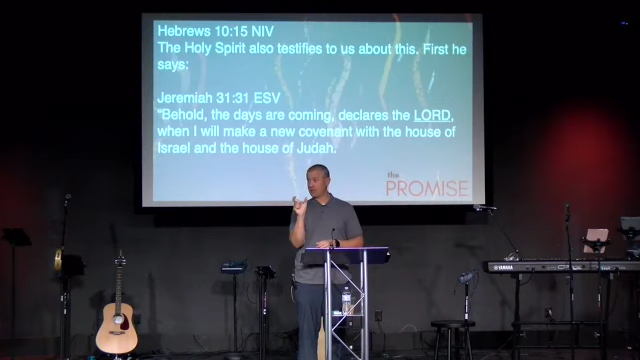 Hebrews 10:15 NIV
The Holy Spirit also testifies to us about this. First he
says:
Jeremiah 31:31 ESV
"Behold, the days are coming, declares the LORD,
when I will make a new covenant with the house of
Israel and the house of Judah.
the
PROMISE
YAMAHA